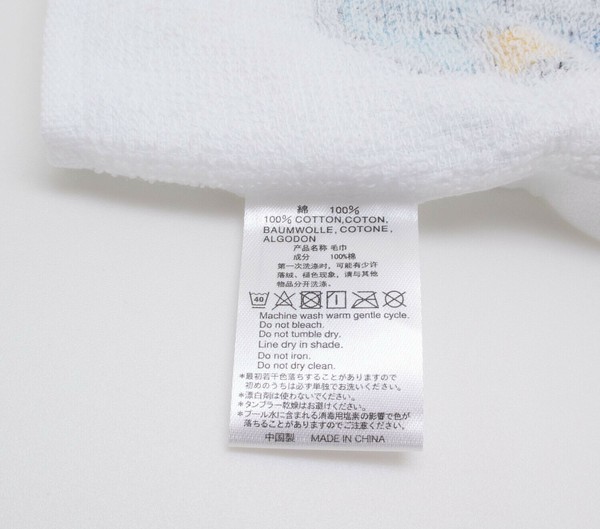 綿 100%
100% COTTON,COTON,
BAUMWOLLE, COTONE,
ALGODON
产品名称 毛巾
成分 100%棉
第一次洗涤时，可能有少许
落绒、褪色现象，请与其他
物品分开洗涤。
40
Machine wash warm gentle cycle.
Do not bleach.
Do not tumble dry.
Line dry in shade.
Do not iron.
Do not dry clean.
*最初若干色落ちすることがありますので
初めのうちは必ず単独でお洗いください。
*漂白剤は使わないでください。
*タンブラー乾燥はお避けください。
*プール水に含まれる消毒用塩素の影響で色が
落ちることがありますのでご注意ください。
中国製 MADE IN CHINA